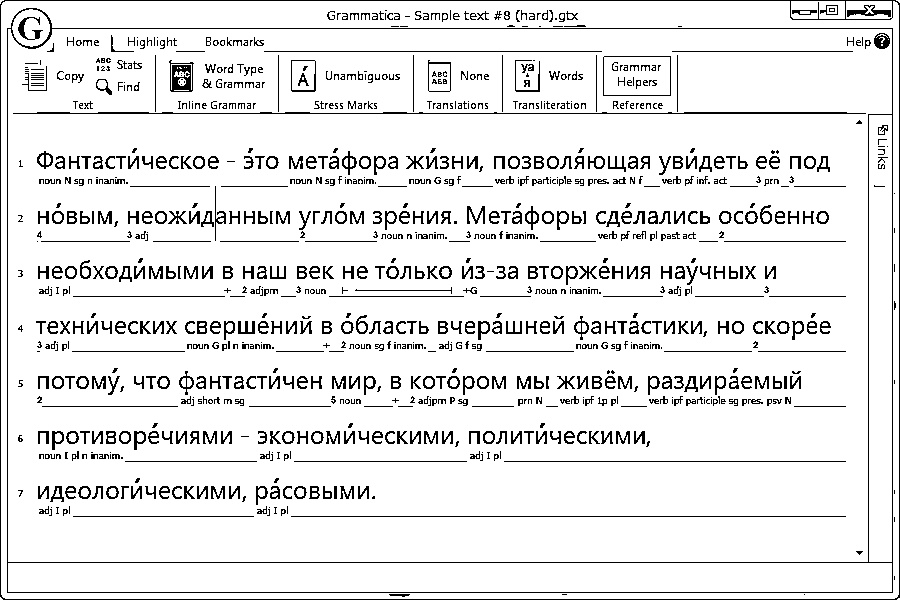 Grammatica - Sample text #8 (hard).gtx
G
Home Highlight Bookmarks Help ?
Copy
ABC 123 Stats
Find
Text
ABC
Word Type & Grammar
Inline Grammar
Á
Unambiguous
Stress Marks
ABC АБВ
None
Translations
ya я
Words
Transliteration
Grammar Helpers
Reference
Links
1 Фантасти́ческое - э́то мета́фора жи́зни, позволя́ющая уви́деть её под
noun N sg n inanim. noun N sg f inanim. noun G sg f verb ipf participle sg pres. act N f verb pf inf. act 3 prn 3
2 но́вым, неожи́данным угло́м зре́ния. Мета́форы сде́лались осо́бенно
4 3 adj 2 3 noun n inanim. 3 noun f inanim. verb pf refl pl past act 2
3 необходи́мыми в наш век не то́лько и́з-за вторже́ния нау́чных и
adj I pl + 2 adjprn 3 noun +G 3 noun n inanim. 3 adj pl 3
4 техни́ческих сверше́ний в о́бласть вчера́шней фанта́стики, но скоре́е
3 adj pl noun G pl n inanim. + 2 noun sg f inanim. adj G f sg noun G sg f inanim. 2
5 потому́, что фантасти́чен мир, в кото́ром мы живём, раздира́емый
2 adj short m sg 5 noun + 2 adjprn P sg prn N verb ipf 1p pl verb ipf participle sg pres. psv N
6 противоре́чиями - экономи́ческими, полити́ческими,
noun I pl n inanim. adj I pl adj I pl
7 идеологи́ческими, ра́совыми.
adj I pl adj I pl